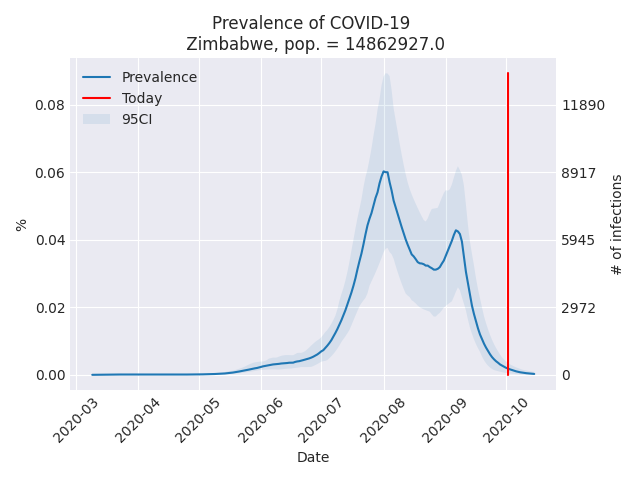 Prevalence of COVID-19
Zimbabwe, pop. = 14862927.0
Prevalence
Today
95CI
0.08
0.06
0.04
0.02
0.00
%
11890
8917
5945
2972
0
# of infections
2020-03
2020-04
2020-05
2020-06
2020-07
2020-08
2020-09
2020-10
Date